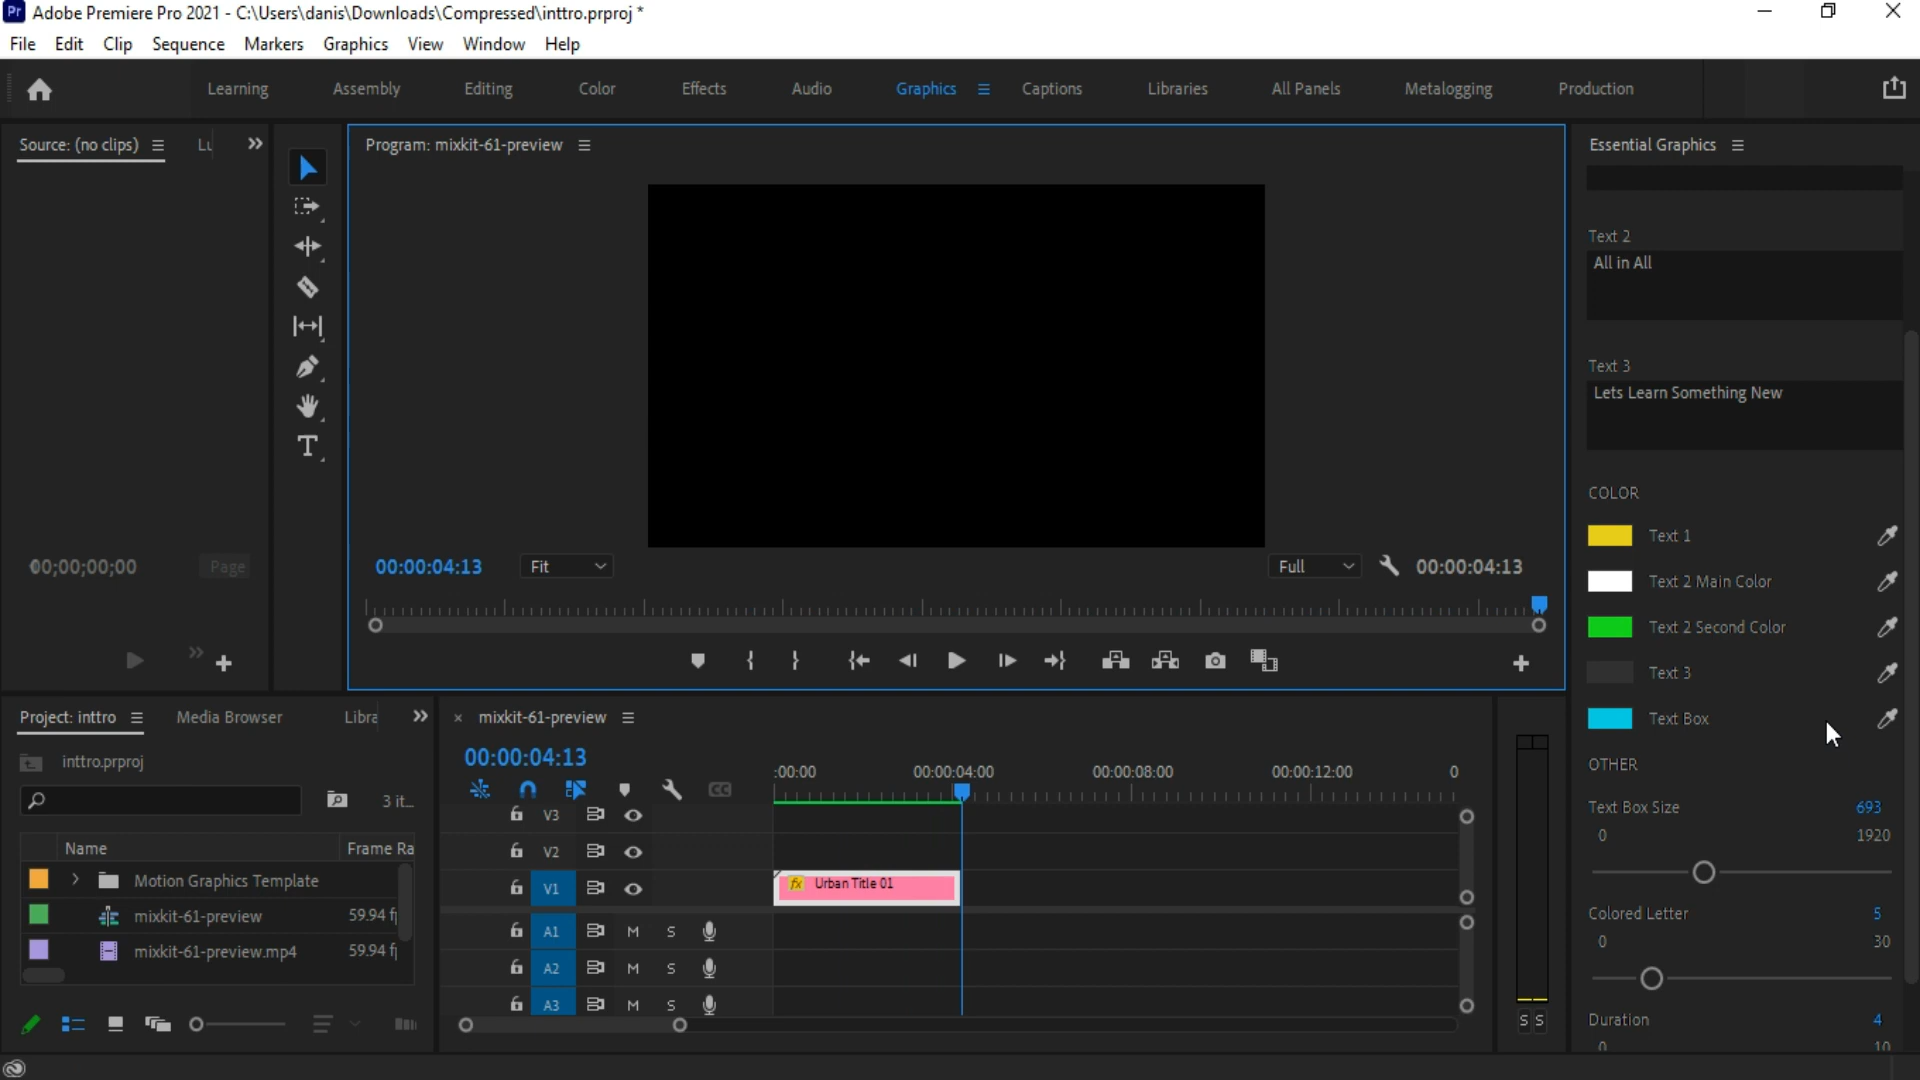 Pr Adobe Premiere Pro 2021 - C:\Users\danis\Downloads\Compressed\inttro.prproj *
File Edit Clip Sequence Markers Graphics View Window Help
Learning Assembly Editing Color Effects Audio Graphics Captions Libraries All Panels Metalogging Production
Source: (no clips) Lu
Program: mixkit-61-preview
Essential Graphics
Text 2
All in All
Text 3
Lets Learn Something New
COLOR
Text 1
Text 2 Main Color
Text 2 Second Color
Text 3
Text Box
OTHER
Text Box Size 693
0 1920
Colored Letter 5
0 30
Duration 4
0 10
00;00;00;00 Page
00:00:04:13 Fit Full 00:00:04:13
Project: inttro Media Browser Libra
inttro.prproj
3 it...
Name Frame Ra
Motion Graphics Template
mixkit-61-preview 59.94 f
mixkit-61-preview.mp4 59.94 f
× mixkit-61-preview
00:00:04:13
:00:00 00:00:04:00 00:00:08:00 00:00:12:00 0
CC
V3
V2
V1 fx Urban Title 01
A1 M S
A2 M S
A3 M S
S S